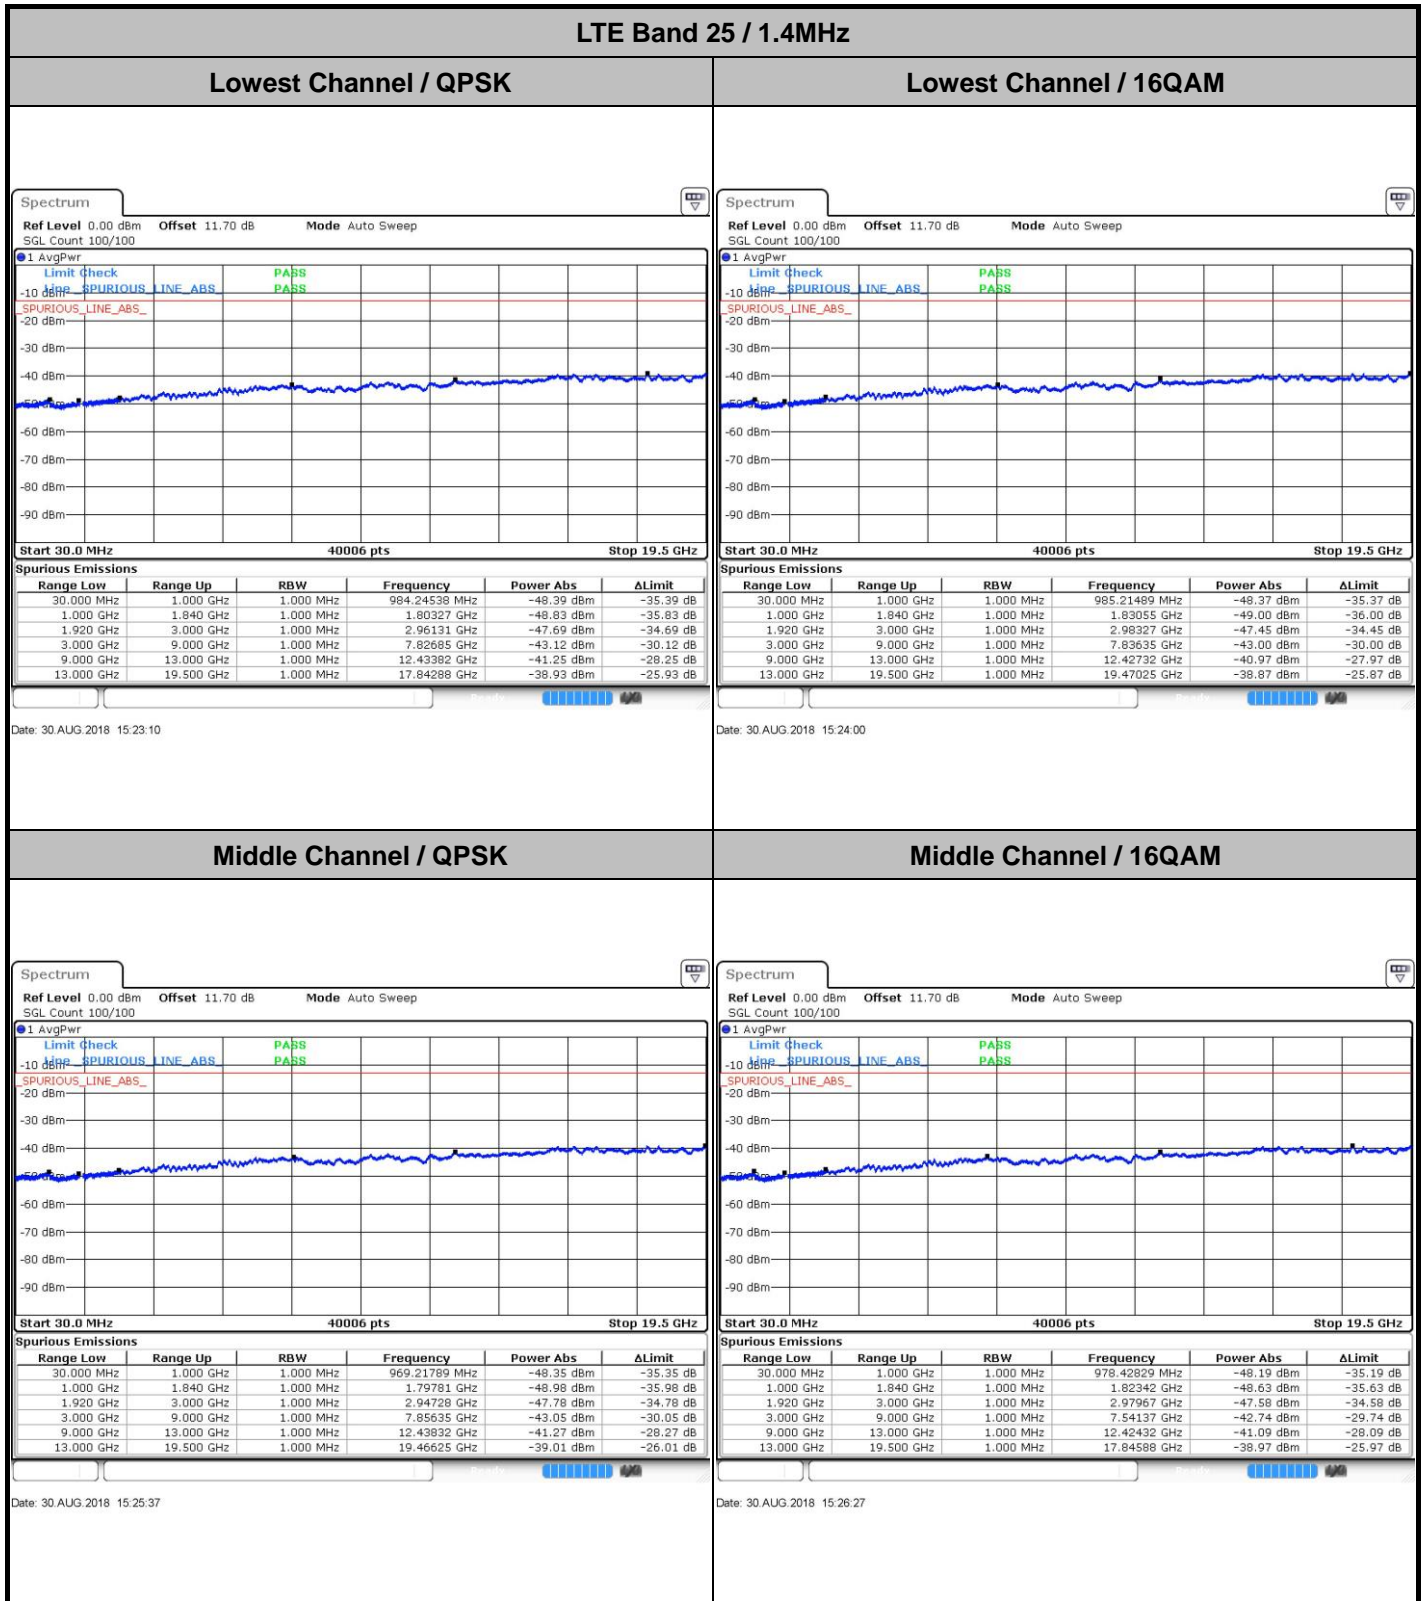 LTE Band 25 / 1.4MHz
Lowest Channel / QPSK
Lowest Channel / 16QAM
Spectrum
Ref Level 0.00 dBm Offset 11.70 dB Mode Auto Sweep
SGL Count 100/100
1 AvgPwr
Limit Check PASS
Line _SPURIOUS_LINE_ABS_ PASS
-10 dBm
_SPURIOUS_LINE_ABS_
-20 dBm
-30 dBm
-40 dBm
-50 dBm
-60 dBm
-70 dBm
-80 dBm
-90 dBm
Start 30.0 MHz 40006 pts Stop 19.5 GHz
Spurious Emissions
Range Low Range Up RBW Frequency Power Abs ΔLimit
30.000 MHz 1.000 GHz 1.000 MHz 984.24538 MHz -48.39 dBm -35.39 dB
1.000 GHz 1.840 GHz 1.000 MHz 1.80327 GHz -48.83 dBm -35.83 dB
1.920 GHz 3.000 GHz 1.000 MHz 2.96131 GHz -47.69 dBm -34.69 dB
3.000 GHz 9.000 GHz 1.000 MHz 7.82685 GHz -43.12 dBm -30.12 dB
9.000 GHz 13.000 GHz 1.000 MHz 12.43382 GHz -41.25 dBm -28.25 dB
13.000 GHz 19.500 GHz 1.000 MHz 17.84288 GHz -38.93 dBm -25.93 dB
Date: 30.AUG.2018 15:23:10
Spectrum
Ref Level 0.00 dBm Offset 11.70 dB Mode Auto Sweep
SGL Count 100/100
1 AvgPwr
Limit Check PASS
Line _SPURIOUS_LINE_ABS_ PASS
-10 dBm
_SPURIOUS_LINE_ABS_
-20 dBm
-30 dBm
-40 dBm
-50 dBm
-60 dBm
-70 dBm
-80 dBm
-90 dBm
Start 30.0 MHz 40006 pts Stop 19.5 GHz
Spurious Emissions
Range Low Range Up RBW Frequency Power Abs ΔLimit
30.000 MHz 1.000 GHz 1.000 MHz 985.21489 MHz -48.37 dBm -35.37 dB
1.000 GHz 1.840 GHz 1.000 MHz 1.83055 GHz -49.00 dBm -36.00 dB
1.920 GHz 3.000 GHz 1.000 MHz 2.98327 GHz -47.45 dBm -34.45 dB
3.000 GHz 9.000 GHz 1.000 MHz 7.83635 GHz -43.00 dBm -30.00 dB
9.000 GHz 13.000 GHz 1.000 MHz 12.42732 GHz -40.97 dBm -27.97 dB
13.000 GHz 19.500 GHz 1.000 MHz 19.47025 GHz -38.87 dBm -25.87 dB
Date: 30.AUG.2018 15:24:00
Middle Channel / QPSK
Middle Channel / 16QAM
Spectrum
Ref Level 0.00 dBm Offset 11.70 dB Mode Auto Sweep
SGL Count 100/100
1 AvgPwr
Limit Check PASS
Line _SPURIOUS_LINE_ABS_ PASS
-10 dBm
_SPURIOUS_LINE_ABS_
-20 dBm
-30 dBm
-40 dBm
-50 dBm
-60 dBm
-70 dBm
-80 dBm
-90 dBm
Start 30.0 MHz 40006 pts Stop 19.5 GHz
Spurious Emissions
Range Low Range Up RBW Frequency Power Abs ΔLimit
30.000 MHz 1.000 GHz 1.000 MHz 969.21789 MHz -48.35 dBm -35.35 dB
1.000 GHz 1.840 GHz 1.000 MHz 1.79781 GHz -48.98 dBm -35.98 dB
1.920 GHz 3.000 GHz 1.000 MHz 2.94728 GHz -47.78 dBm -34.78 dB
3.000 GHz 9.000 GHz 1.000 MHz 7.85635 GHz -43.05 dBm -30.05 dB
9.000 GHz 13.000 GHz 1.000 MHz 12.43832 GHz -41.27 dBm -28.27 dB
13.000 GHz 19.500 GHz 1.000 MHz 19.46625 GHz -39.01 dBm -26.01 dB
Date: 30.AUG.2018 15:25:37
Spectrum
Ref Level 0.00 dBm Offset 11.70 dB Mode Auto Sweep
SGL Count 100/100
1 AvgPwr
Limit Check PASS
Line _SPURIOUS_LINE_ABS_ PASS
-10 dBm
_SPURIOUS_LINE_ABS_
-20 dBm
-30 dBm
-40 dBm
-50 dBm
-60 dBm
-70 dBm
-80 dBm
-90 dBm
Start 30.0 MHz 40006 pts Stop 19.5 GHz
Spurious Emissions
Range Low Range Up RBW Frequency Power Abs ΔLimit
30.000 MHz 1.000 GHz 1.000 MHz 978.42829 MHz -48.19 dBm -35.19 dB
1.000 GHz 1.840 GHz 1.000 MHz 1.82342 GHz -48.63 dBm -35.63 dB
1.920 GHz 3.000 GHz 1.000 MHz 2.97967 GHz -47.58 dBm -34.58 dB
3.000 GHz 9.000 GHz 1.000 MHz 7.54137 GHz -42.74 dBm -29.74 dB
9.000 GHz 13.000 GHz 1.000 MHz 12.42432 GHz -41.09 dBm -28.09 dB
13.000 GHz 19.500 GHz 1.000 MHz 17.84588 GHz -38.97 dBm -25.97 dB
Date: 30.AUG.2018 15:26:27